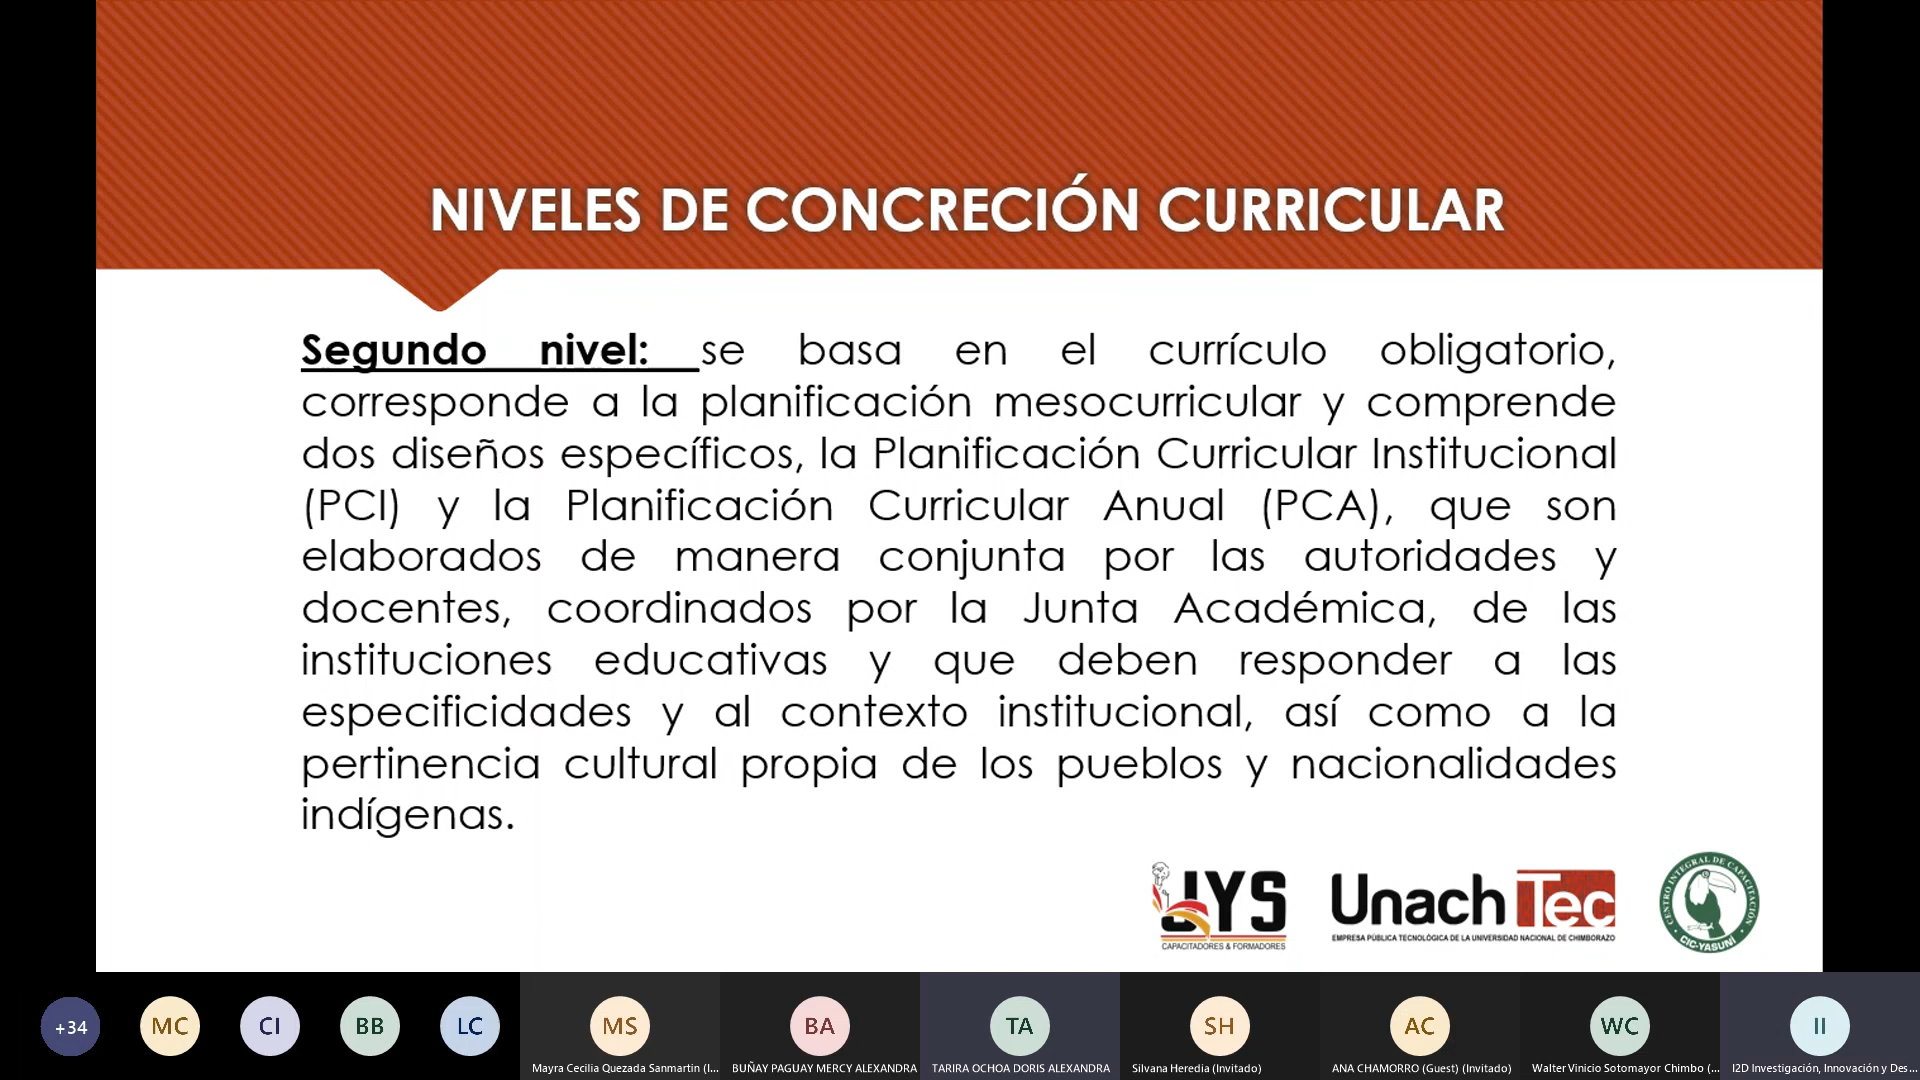 NIVELES DE CONCRECIÓN CURRICULAR
Segundo nivel: se basa en el currículo obligatorio,
corresponde a la planificación mesocurricular y comprende
dos diseños específicos, la Planificación Curricular Institucional
(PCI) y la Planificación Curricular Anual (PCA), que son
elaborados de manera conjunta por las autoridades y
docentes, coordinados por la Junta Académica, de las
instituciones educativas y que deben responder a las
especificidades y al contexto institucional, así como a la
pertinencia cultural propia de los pueblos y nacionalidades
indígenas.
JYS
CAPACITADORES & FORMADORES
UnachTec
EMPRESA PÚBLICA TECNOLÓGICA DE LA UNIVERSIDAD NACIONAL DE CHIMBORAZO
CENTRO INTEGRAL DE CAPACITACIÓN
CIC-YASUNÍ
+34
MC
CI
BB
LC
MS
BA
TA
SH
AC
WC
II
Mayra Cecilia Quezada Sanmartin (I...
BUÑAY PAGUAY MERCY ALEXANDRA
TARIRA OCHOA DORIS ALEXANDRA
Silvana Heredia (Invitado)
ANA CHAMORRO (Guest) (Invitado)
Walter Vinicio Sotomayor Chimbo (...
I2D Investigación, Innovación y Des...